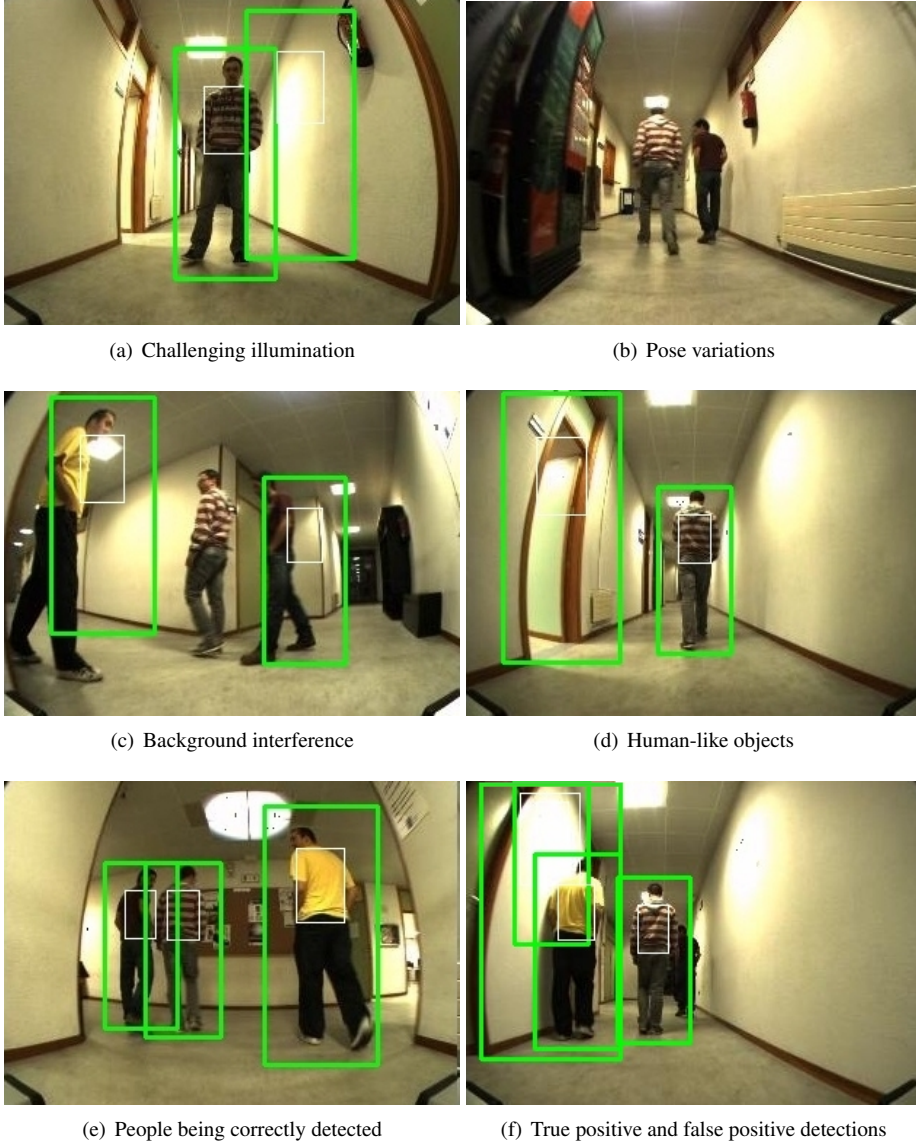 (a) Challenging illumination
(b) Pose variations
(c) Background interference
(d) Human-like objects
(e) People being correctly detected
(f) True positive and false positive detections